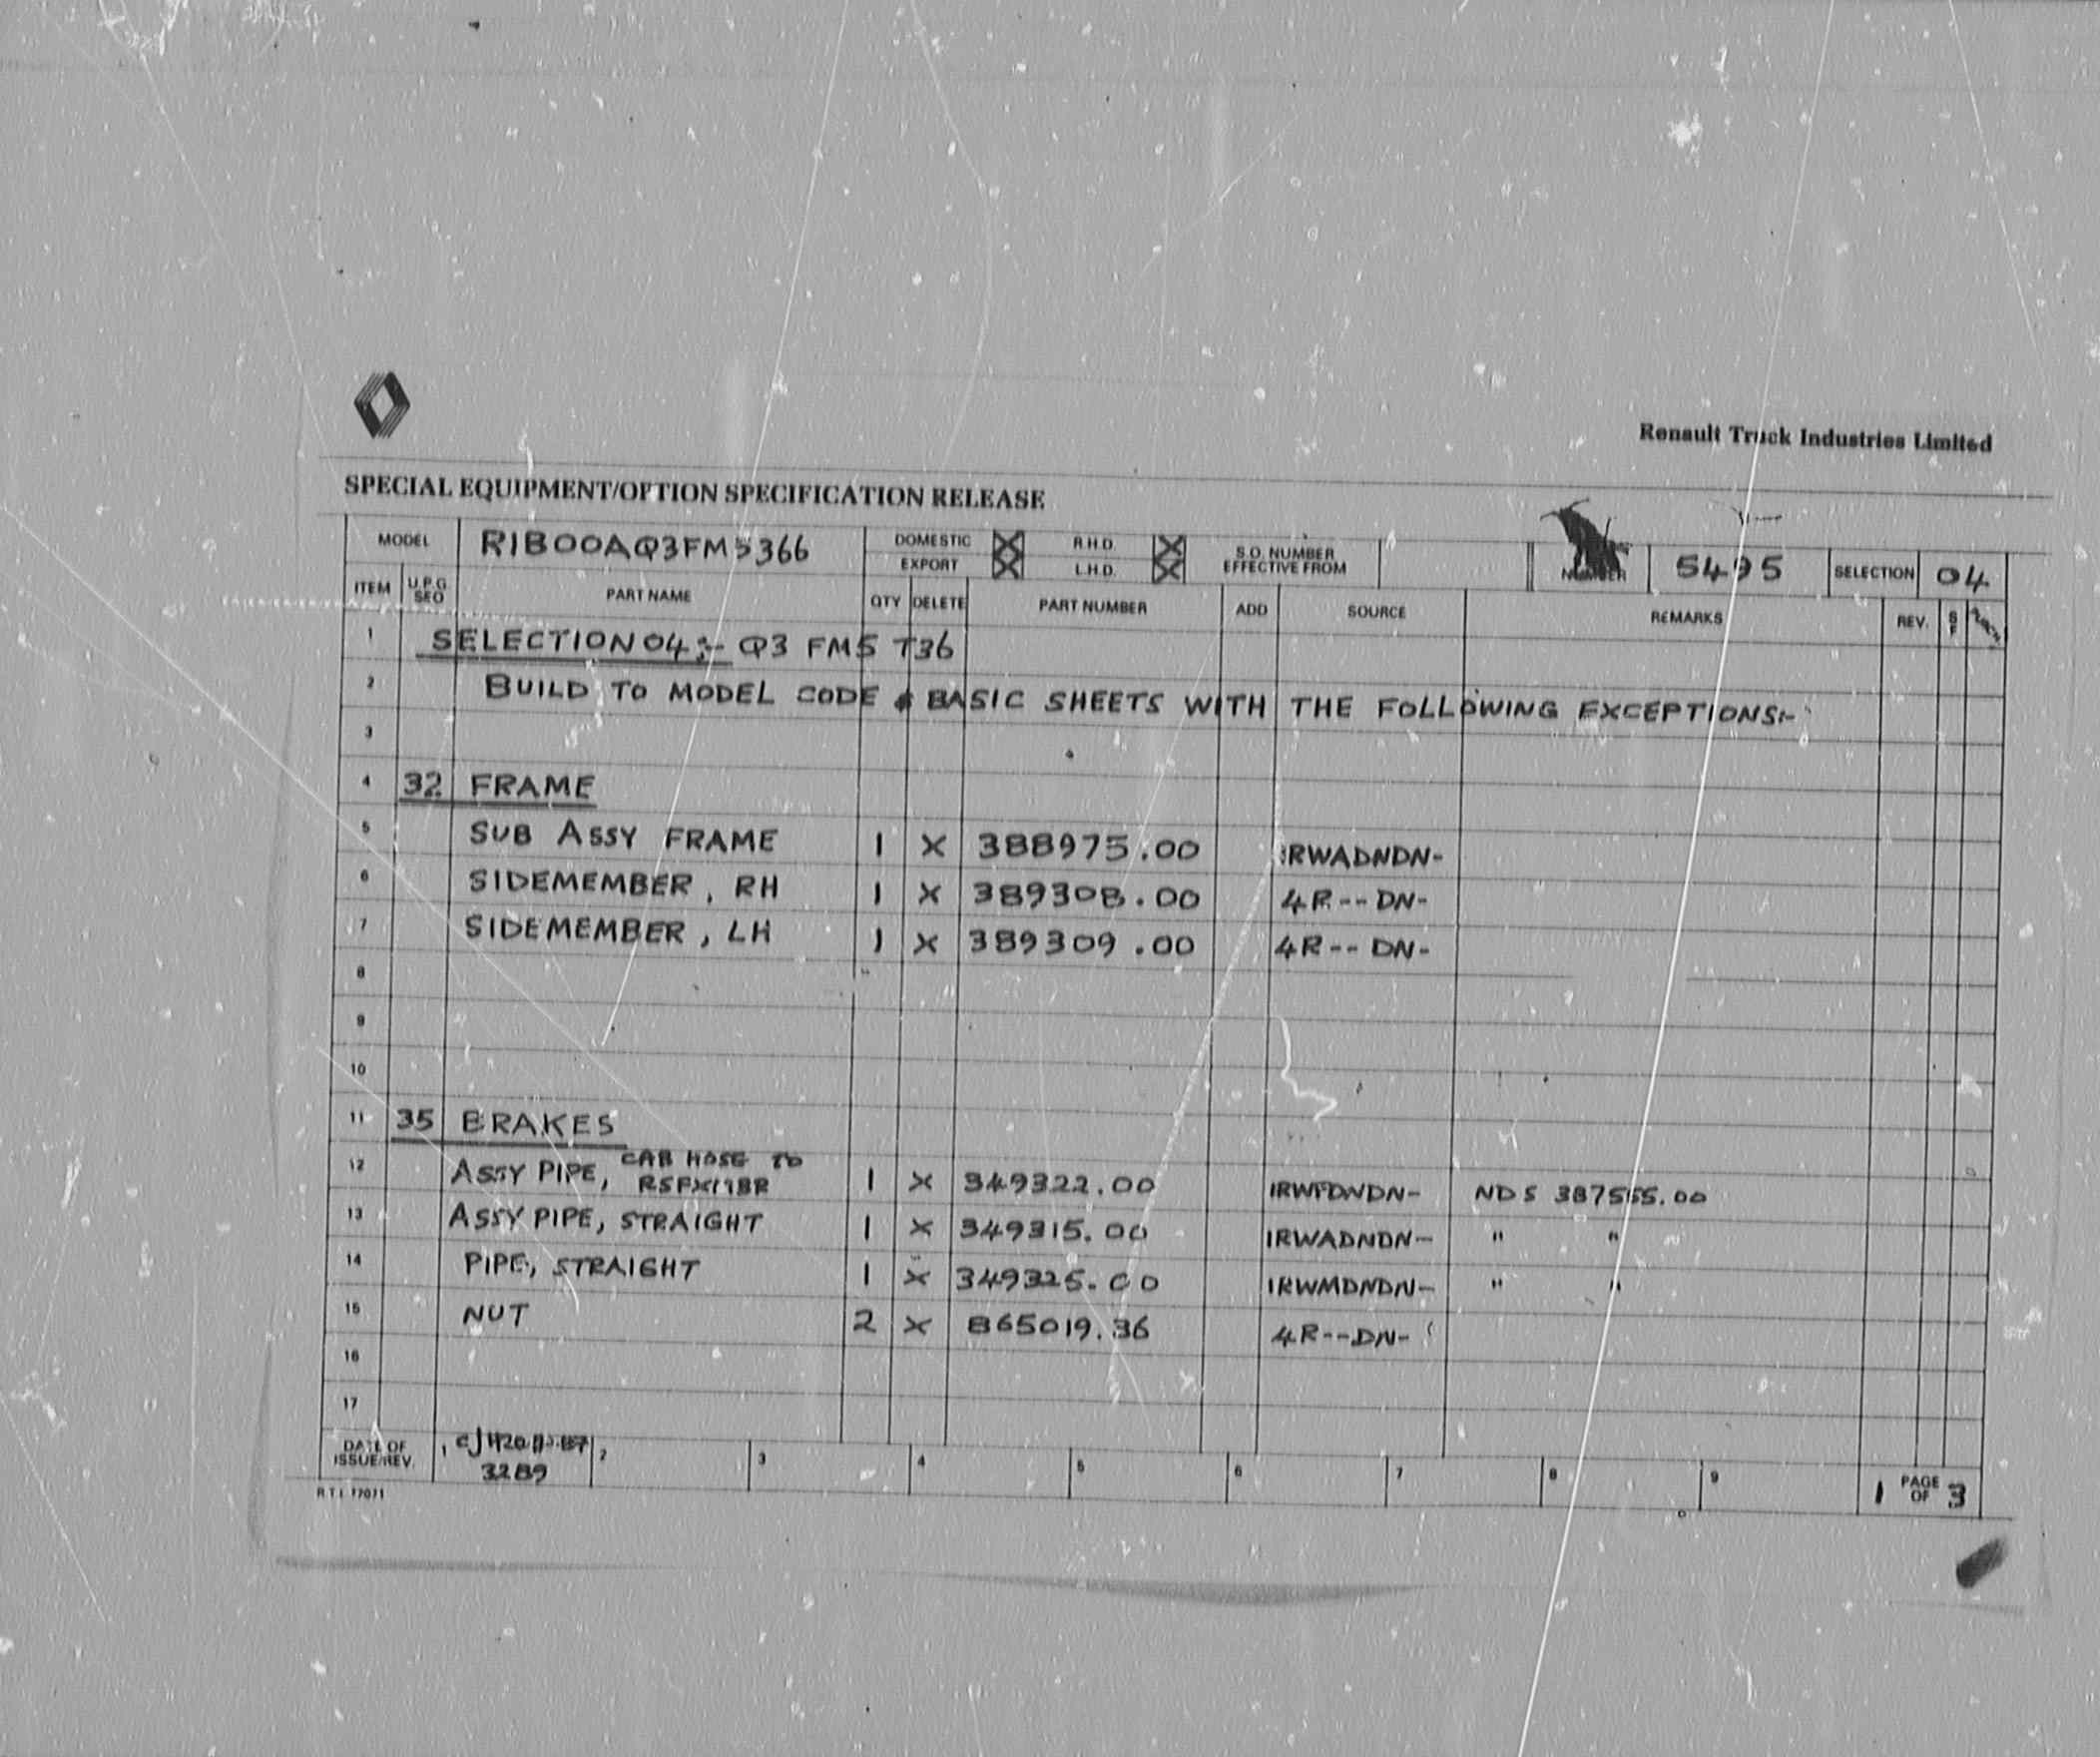 Renault Truck Industries Limited
SPECIAL EQUIPMENT/OPTION SPECIFICATION RELEASE
MODEL R1B00AQ3FM5366 DOMESTIC X R.H.D. X S.O. NUMBER NUMBER 5495 SELECTION 04
EXPORT X L.H.D. X EFFECTIVE FROM
ITEM U.P.G. SEQ PART NAME QTY DELETE PART NUMBER ADD SOURCE REMARKS REV.
1 SELECTION 04:- Q3 FM5 T36
2 BUILD TO MODEL CODE & BASIC SHEETS WITH THE FOLLOWING EXCEPTIONS:-
3
4 32 FRAME
5 SUB ASSY FRAME 1 X 388975.00 1RWADNDN-
6 SIDEMEMBER, RH 1 X 389308.00 4R--DN-
7 SIDEMEMBER, LH 1 X 389309.00 4R--DN-
8
9
10
11 35 BRAKES
12 ASSY PIPE, CAB HOSE TO 1 X 349322.00 NDS 387555.00
13 ASSY PIPE, STRAIGHT 1 X 349315.00 1RWADNDN- " "
14 PIPE, STRAIGHT 1 X 349325.00 1RWMDNDN- " "
15 NUT 2 X 865019.36 4R--DN-
16
17
DATE OF ISSUE/REV. 1 2 3 4 5 6 7 8 9 1 PAGE OF 3
3289
R.T.I. 77071